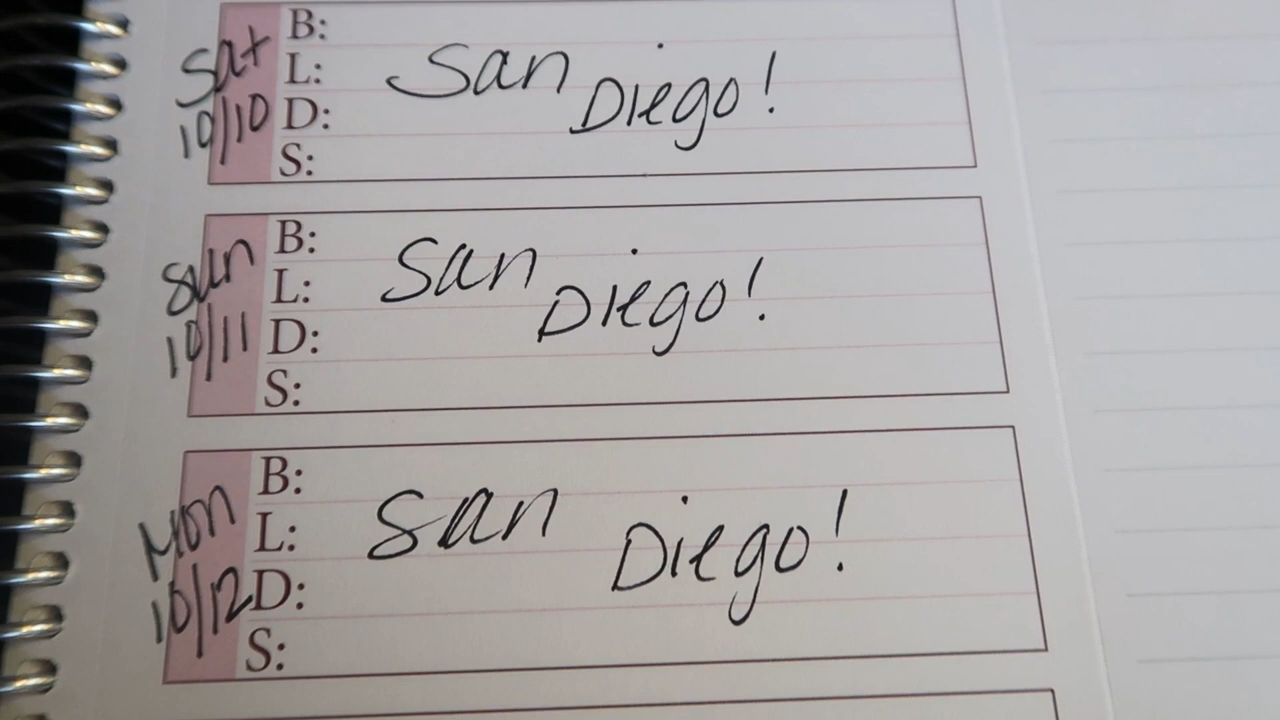 Sat
10/10
B:
L:
D:
S:
San Diego!
Sun
10/11
B:
L:
D:
S:
San Diego!
Mon
10/12
B:
L:
D:
S:
San Diego!